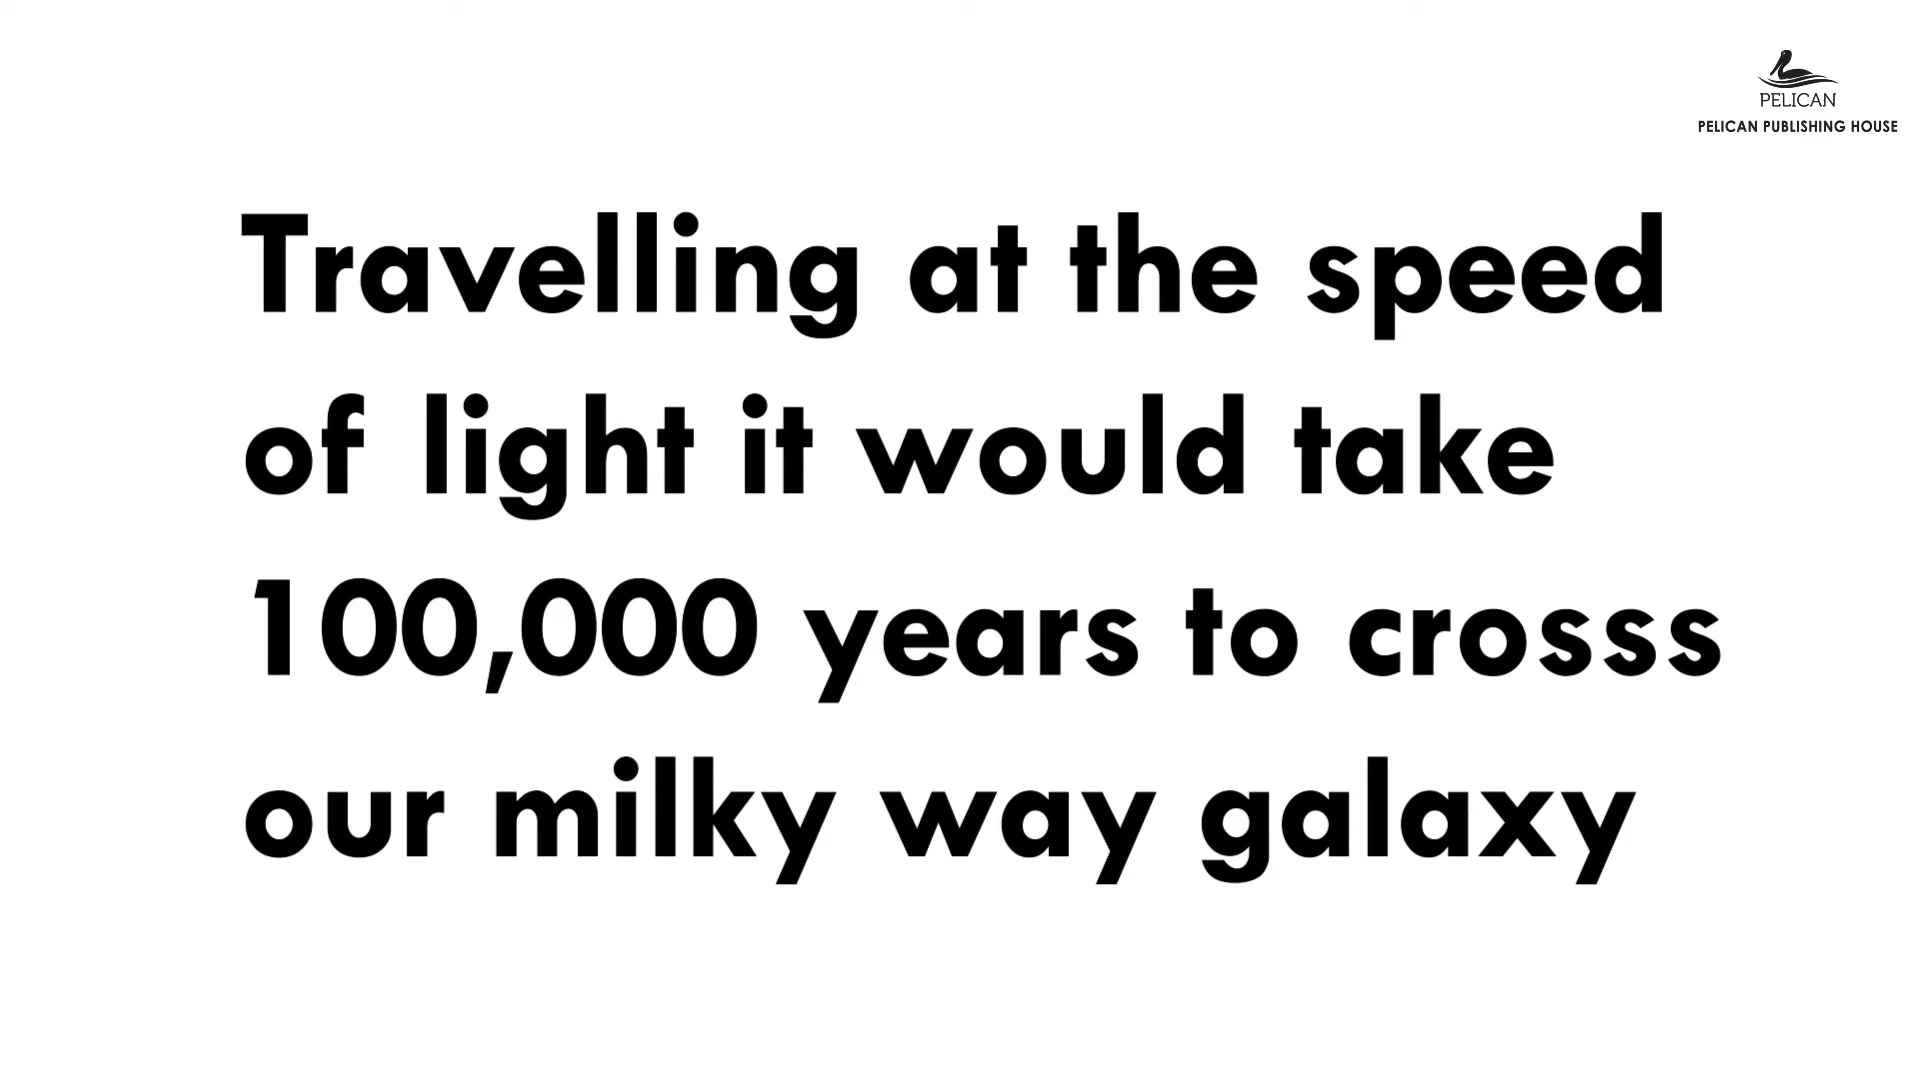 PELICAN
PELICAN PUBLISHING HOUSE
Travelling at the speed
of light it would take
100,000 years to crosss
our milky way galaxy